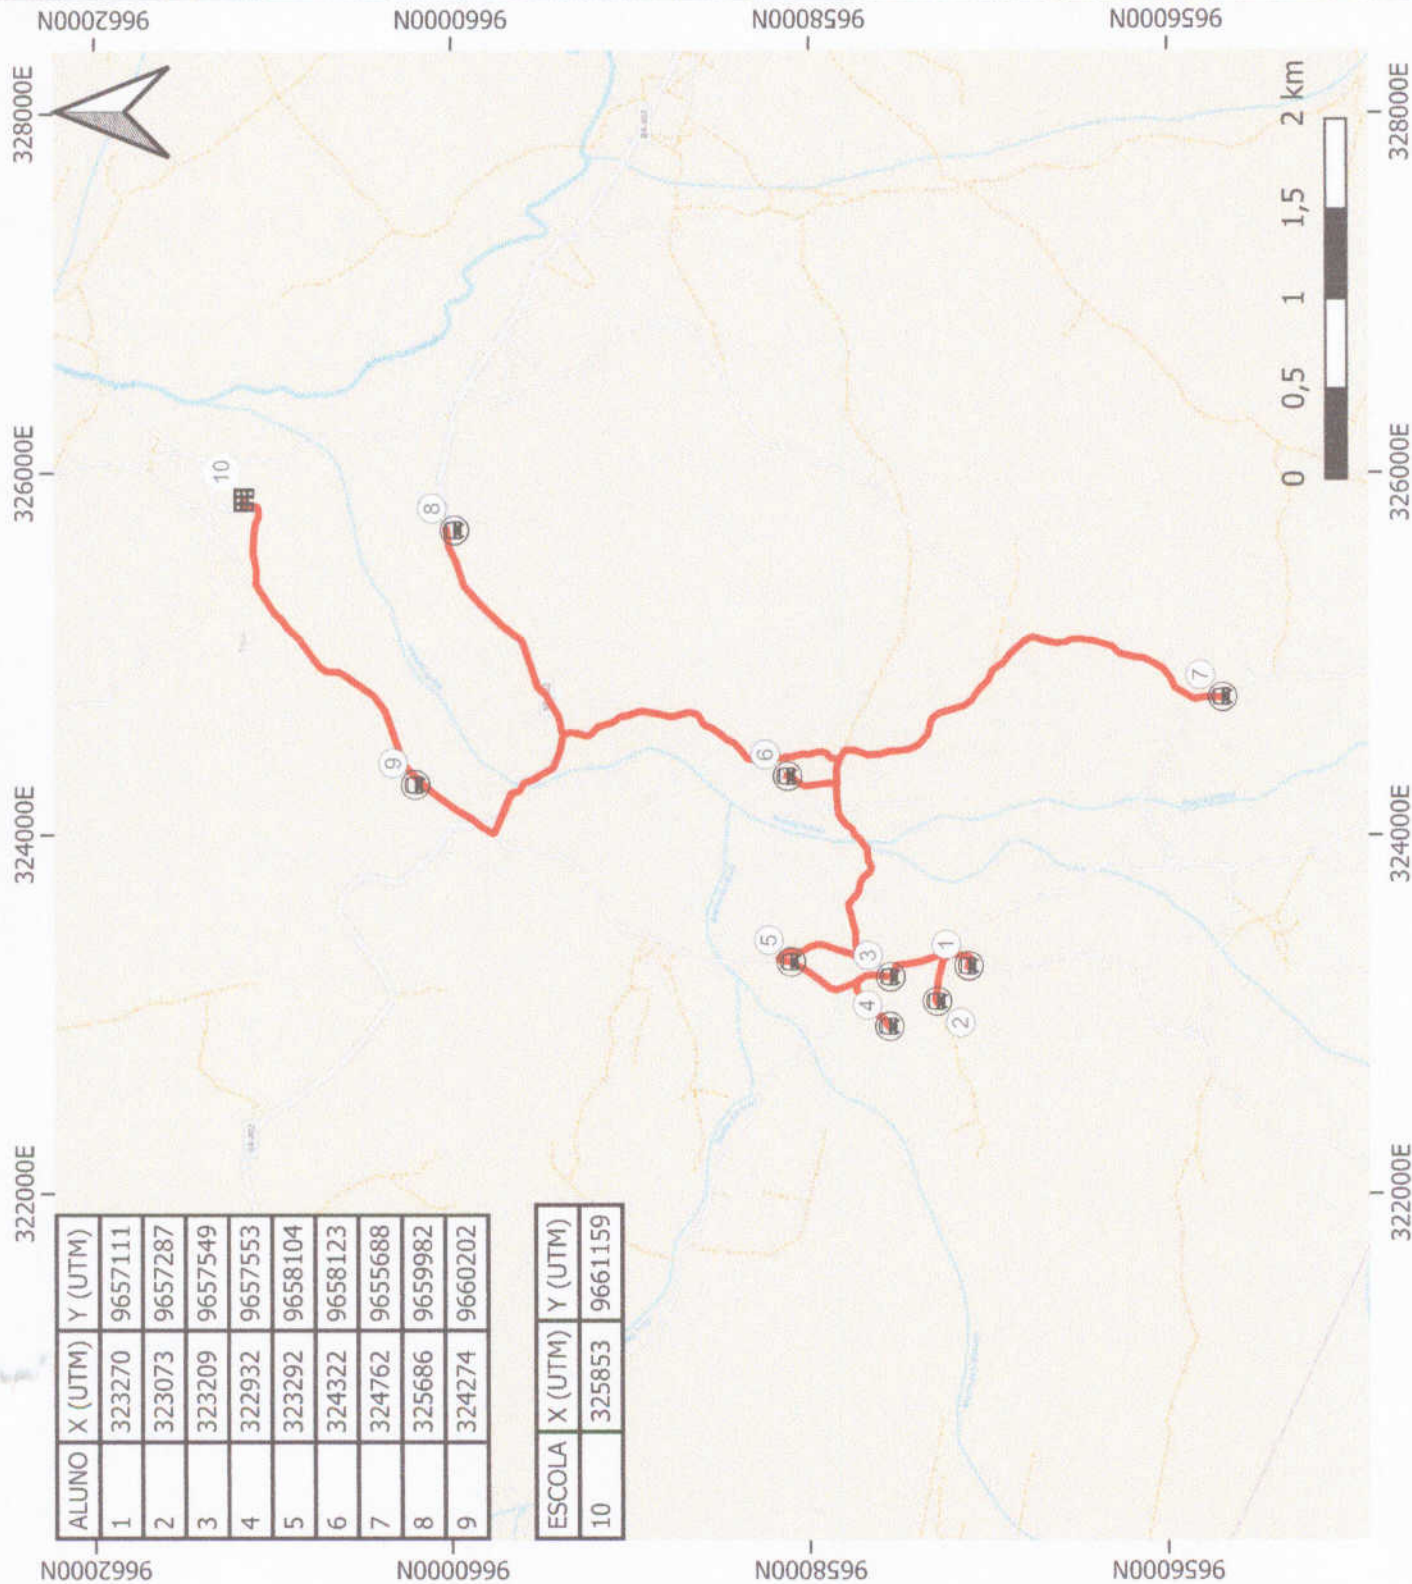 9662000N
9660000N
9658000N
9656000N
328000E
326000E
324000E
322000E
10
8
9
6
7
5
3
4
1
2
ALUNO X (UTM) Y (UTM)
1 323270 9657111
2 323073 9657287
3 323209 9657549
4 322932 9657553
5 323292 9658104
6 324322 9658123
7 324762 9655688
8 325686 9659982
9 324274 9660202
ESCOLA X (UTM) Y (UTM)
10 325853 9661159
0 0,5 1 1,5 2 km
328000E
326000E
324000E
322000E
9662000N
9660000N
9658000N
9656000N